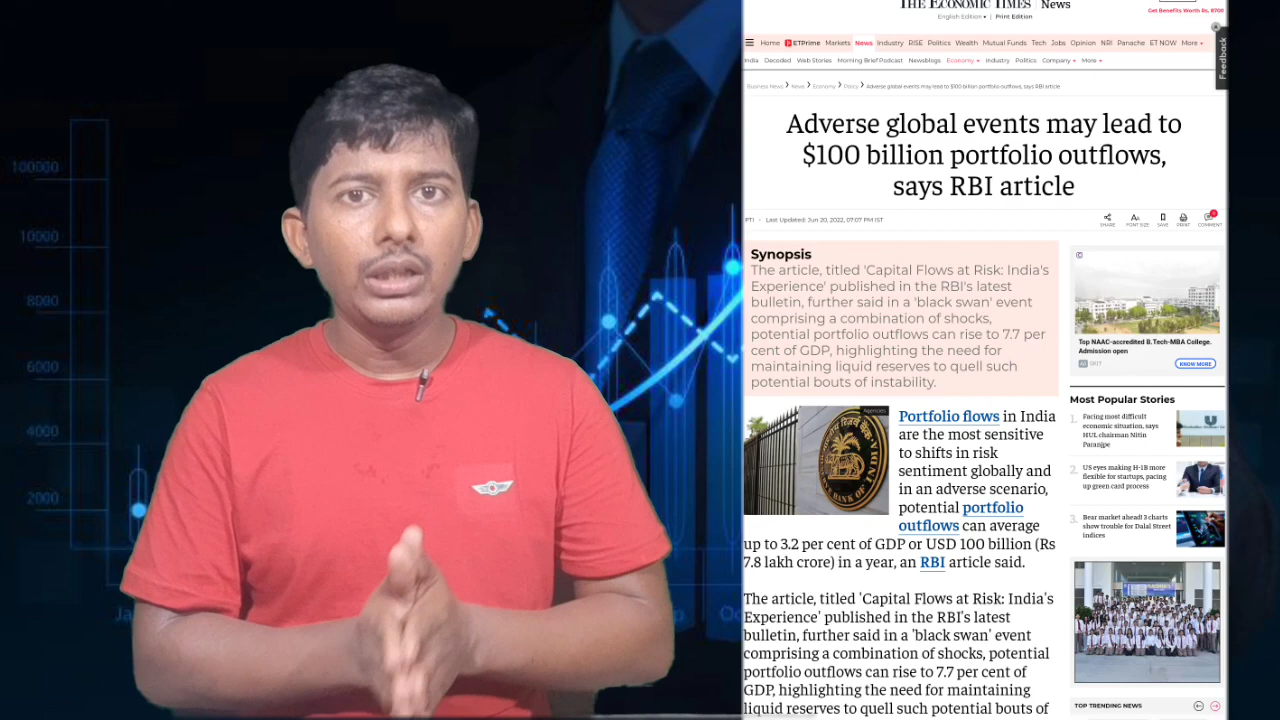 THE ECONOMIC TIMES | News
English Edition | Print Edition
Get Benefits Worth Rs. 8700
Feedback
Home ETPrime Markets News Industry RISE Politics Wealth Mutual Funds Tech Jobs Opinion NRI Panache ET NOW More
India Decoded Web Stories Morning Brief Podcast Newsblogs Economy Industry Politics Company More
Business News › News › Economy › Policy › Adverse global events may lead to $100 billion portfolio outflows, says RBI article
Adverse global events may lead to
$100 billion portfolio outflows,
says RBI article
PTI • Last Updated: Jun 20, 2022, 07:07 PM IST
SHARE FONT SIZE SAVE PRINT COMMENT
Synopsis
The article, titled 'Capital Flows at Risk: India's
Experience' published in the RBI's latest
bulletin, further said in a 'black swan' event
comprising a combination of shocks,
potential portfolio outflows can rise to 7.7 per
cent of GDP, highlighting the need for
maintaining liquid reserves to quell such
potential bouts of instability.
Agencies
Portfolio flows in India
are the most sensitive
to shifts in risk
sentiment globally and
in an adverse scenario,
potential portfolio
outflows can average
up to 3.2 per cent of GDP or USD 100 billion (Rs
7.8 lakh crore) in a year, an RBI article said.
The article, titled 'Capital Flows at Risk: India's
Experience' published in the RBI's latest
bulletin, further said in a 'black swan' event
comprising a combination of shocks, potential
portfolio outflows can rise to 7.7 per cent of
GDP, highlighting the need for maintaining
liquid reserves to quell such potential bouts of
Top NAAC-accredited B.Tech-MBA College.
Admission open
Ad SKIT
KNOW MORE
Most Popular Stories
1. Facing most difficult
economic situation, says
HUL chairman Nitin
Paranjpe
2. US eyes making H-1B more
flexible for startups, pacing
up green card process
3. Bear market ahead! 3 charts
show trouble for Dalal Street
indices
TOP TRENDING NEWS
100000
10000
8000
6000
4000
2000